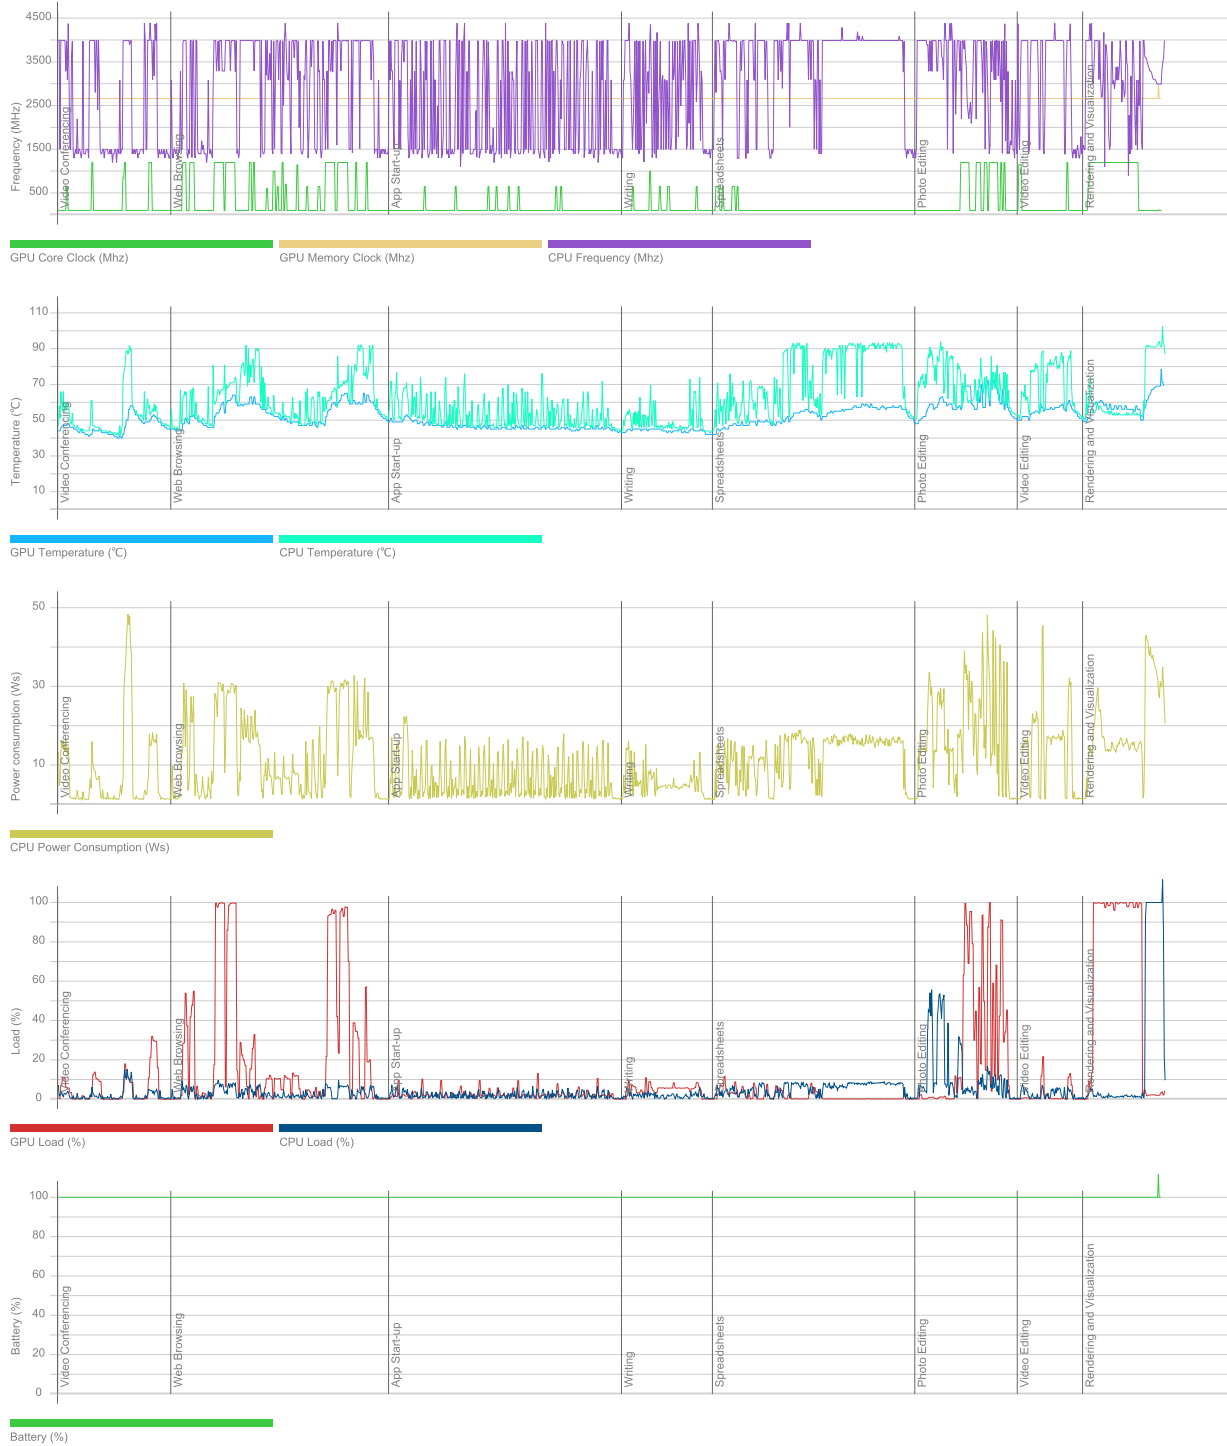 4500
3500
2500
1500
500
Frequency (MHz)
Video Conferencing
Web Browsing
App Start-up
Writing
Spreadsheets
Photo Editing
Video Editing
Rendering and Visualization
GPU Core Clock (Mhz)
GPU Memory Clock (Mhz)
CPU Frequency (Mhz)
110
90
70
50
30
10
Temperature (℃)
Video Conferencing
Web Browsing
App Start-up
Writing
Spreadsheets
Photo Editing
Video Editing
Rendering and Visualization
GPU Temperature (℃)
CPU Temperature (℃)
50
30
10
Power consumption (Ws)
Video Conferencing
Web Browsing
App Start-up
Writing
Spreadsheets
Photo Editing
Video Editing
Rendering and Visualization
CPU Power Consumption (Ws)
100
80
60
40
20
0
Load (%)
Video Conferencing
Web Browsing
App Start-up
Writing
Spreadsheets
Photo Editing
Video Editing
Rendering and Visualization
GPU Load (%)
CPU Load (%)
100
80
60
40
20
0
Battery (%)
Video Conferencing
Web Browsing
App Start-up
Writing
Spreadsheets
Photo Editing
Video Editing
Rendering and Visualization
Battery (%)